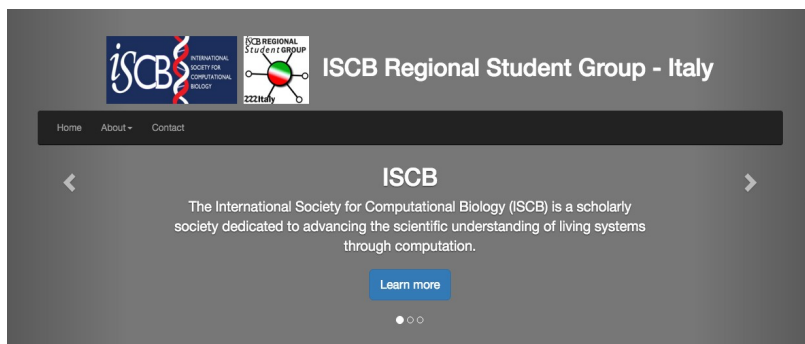 iSCB
INTERNATIONAL
SOCIETY FOR
COMPUTATIONAL
BIOLOGY
ISCB REGIONAL
Student GROUP
222Italy
ISCB Regional Student Group - Italy
Home About Contact
ISCB
The International Society for Computational Biology (ISCB) is a scholarly
society dedicated to advancing the scientific understanding of living systems
through computation.
Learn more